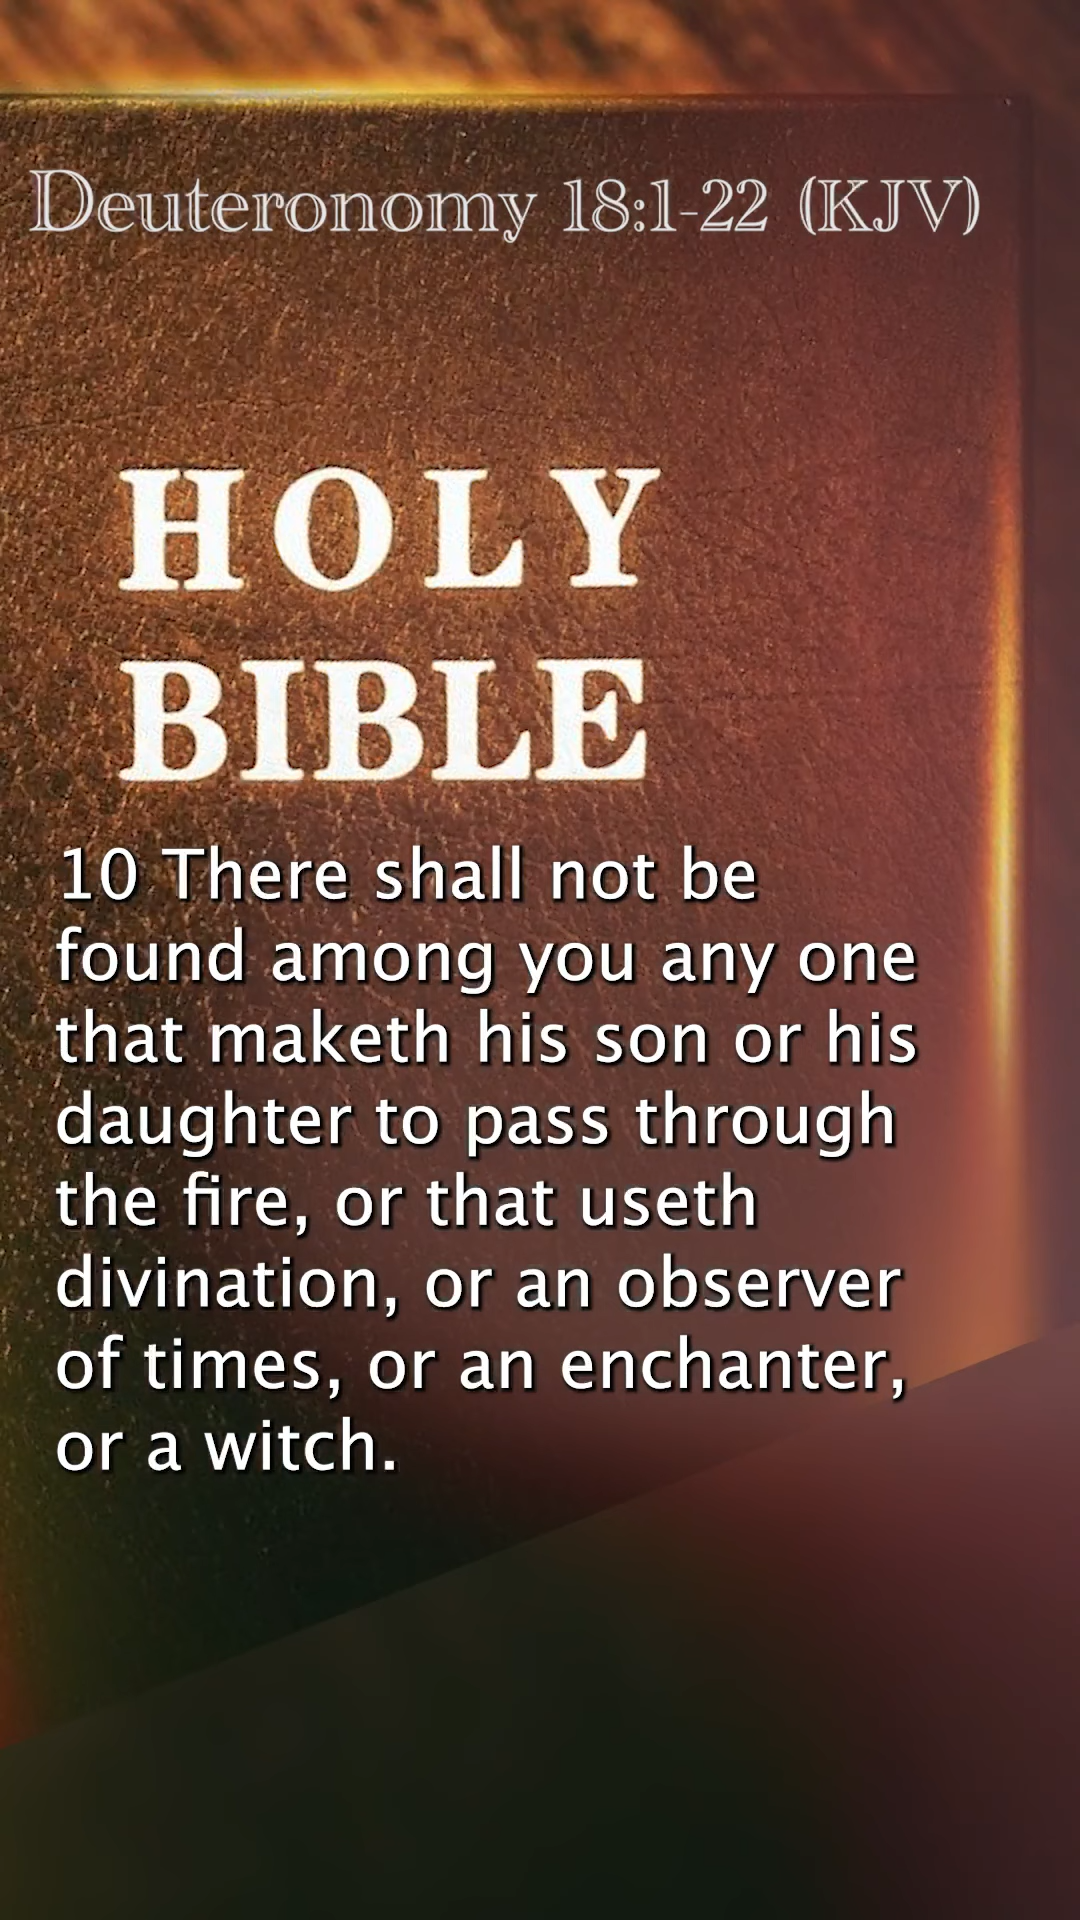 Deuteronomy 18:1-22 (KJV)
HOLY
BIBLE
10 There shall not be
found among you any one
that maketh his son or his
daughter to pass through
the fire, or that useth
divination, or an observer
of times, or an enchanter,
or a witch.